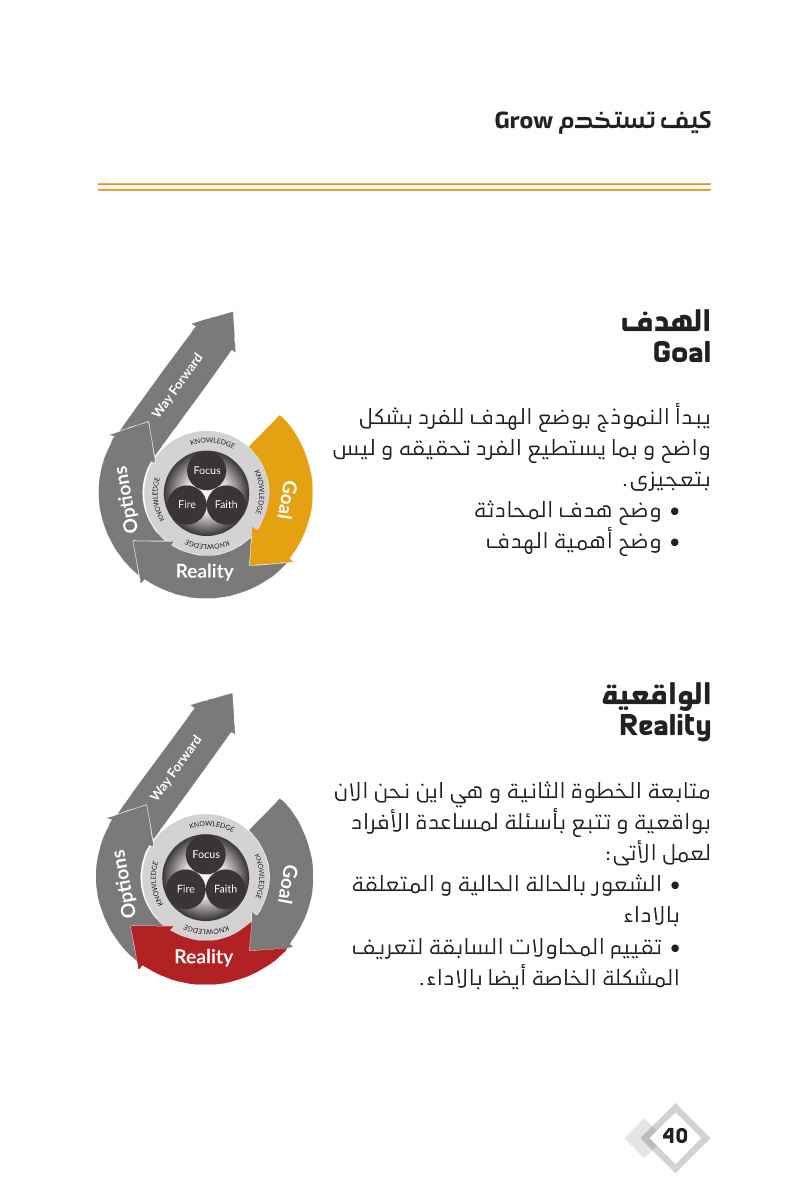 كيف تستخدم Grow
الهدف
Goal
يبدأ النموذج بوضع الهدف للفرد بشكل
واضح و بما يستطيع الفرد تحقيقه و ليس
بتعجيزى.
• وضح هدف المحادثة
• وضح أهمية الهدف
Way Forward
Options
Reality
Goal
KNOWLEDGE
KNOWLEDGE
KNOWLEDGE
KNOWLEDGE
Focus
Fire
Faith
الواقعية
Reality
متابعة الخطوة الثانية و هي اين نحن الان
بواقعية و تتبع بأسئلة لمساعدة الأفراد
لعمل الأتى:
• الشعور بالحالة الحالية و المتعلقة
بالاداء
• تقييم المحاولات السابقة لتعريف
المشكلة الخاصة أيضا بالاداء.
Way Forward
Options
Reality
Goal
KNOWLEDGE
KNOWLEDGE
KNOWLEDGE
KNOWLEDGE
Focus
Fire
Faith
40